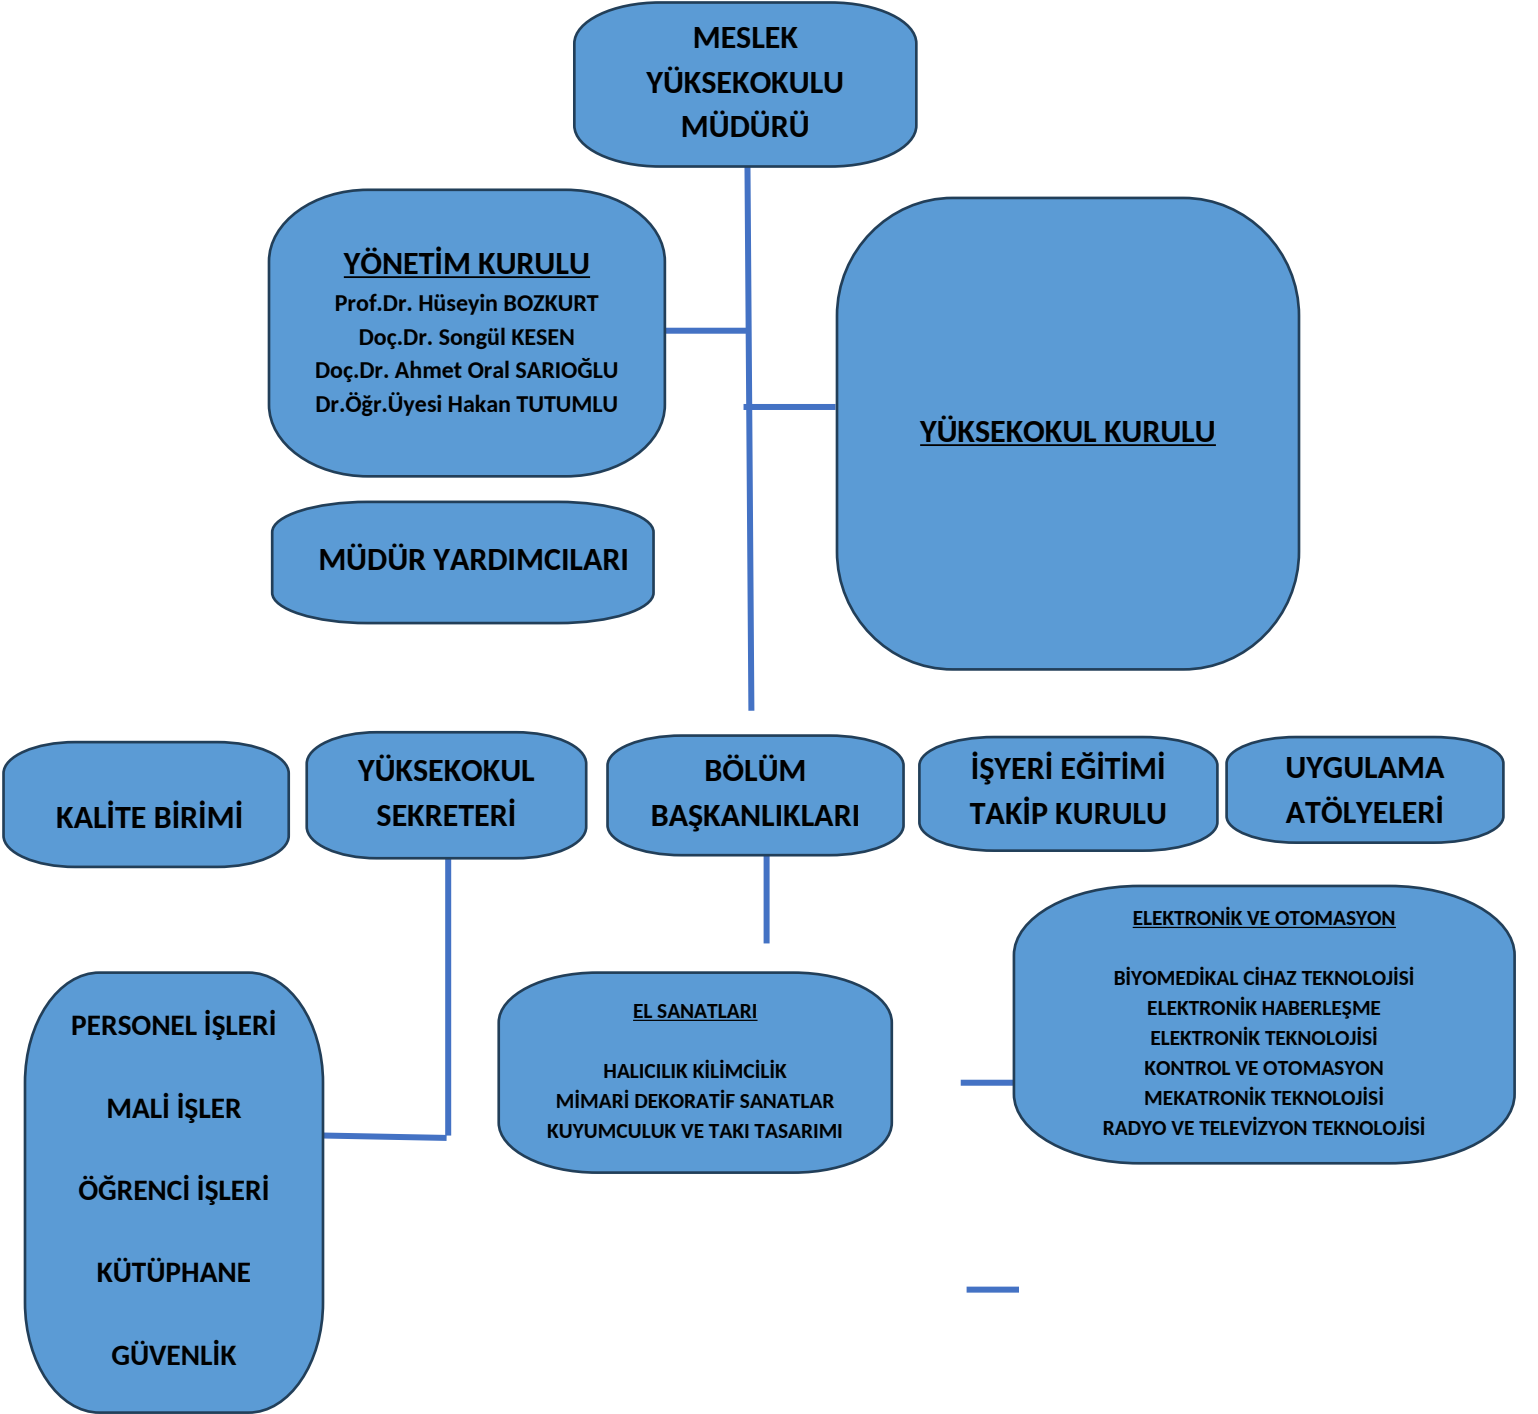 MESLEK
YÜKSEKOKULU
MÜDÜRÜ
YÖNETİM KURULU
Prof.Dr. Hüseyin BOZKURT
Doç.Dr. Songül KESEN
Doç.Dr. Ahmet Oral SARIOĞLU
Dr.Öğr.Üyesi Hakan TUTUMLU
YÜKSEKOKUL KURULU
MÜDÜR YARDIMCILARI
KALİTE BİRİMİ
YÜKSEKOKUL
SEKRETERİ
BÖLÜM
BAŞKANLIKLARI
İŞYERİ EĞİTİMİ
TAKİP KURULU
UYGULAMA
ATÖLYELERİ
PERSONEL İŞLERİ
MALİ İŞLER
ÖĞRENCİ İŞLERİ
KÜTÜPHANE
GÜVENLİK
EL SANATLARI
HALICILIK KİLİMCİLİK
MİMARİ DEKORATİF SANATLAR
KUYUMCULUK VE TAKI TASARIMI
ELEKTRONİK VE OTOMASYON
BİYOMEDİKAL CİHAZ TEKNOLOJİSİ
ELEKTRONİK HABERLEŞME
ELEKTRONİK TEKNOLOJİSİ
KONTROL VE OTOMASYON
MEKATRONİK TEKNOLOJİSİ
RADYO VE TELEVİZYON TEKNOLOJİSİ